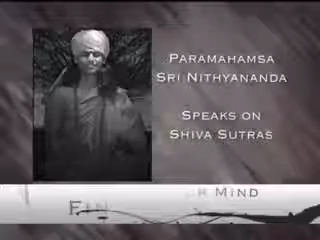 PARAMAHAMSA
SRI NITHYANANDA
SPEAKS ON
SHIVA SUTRAS
MIND